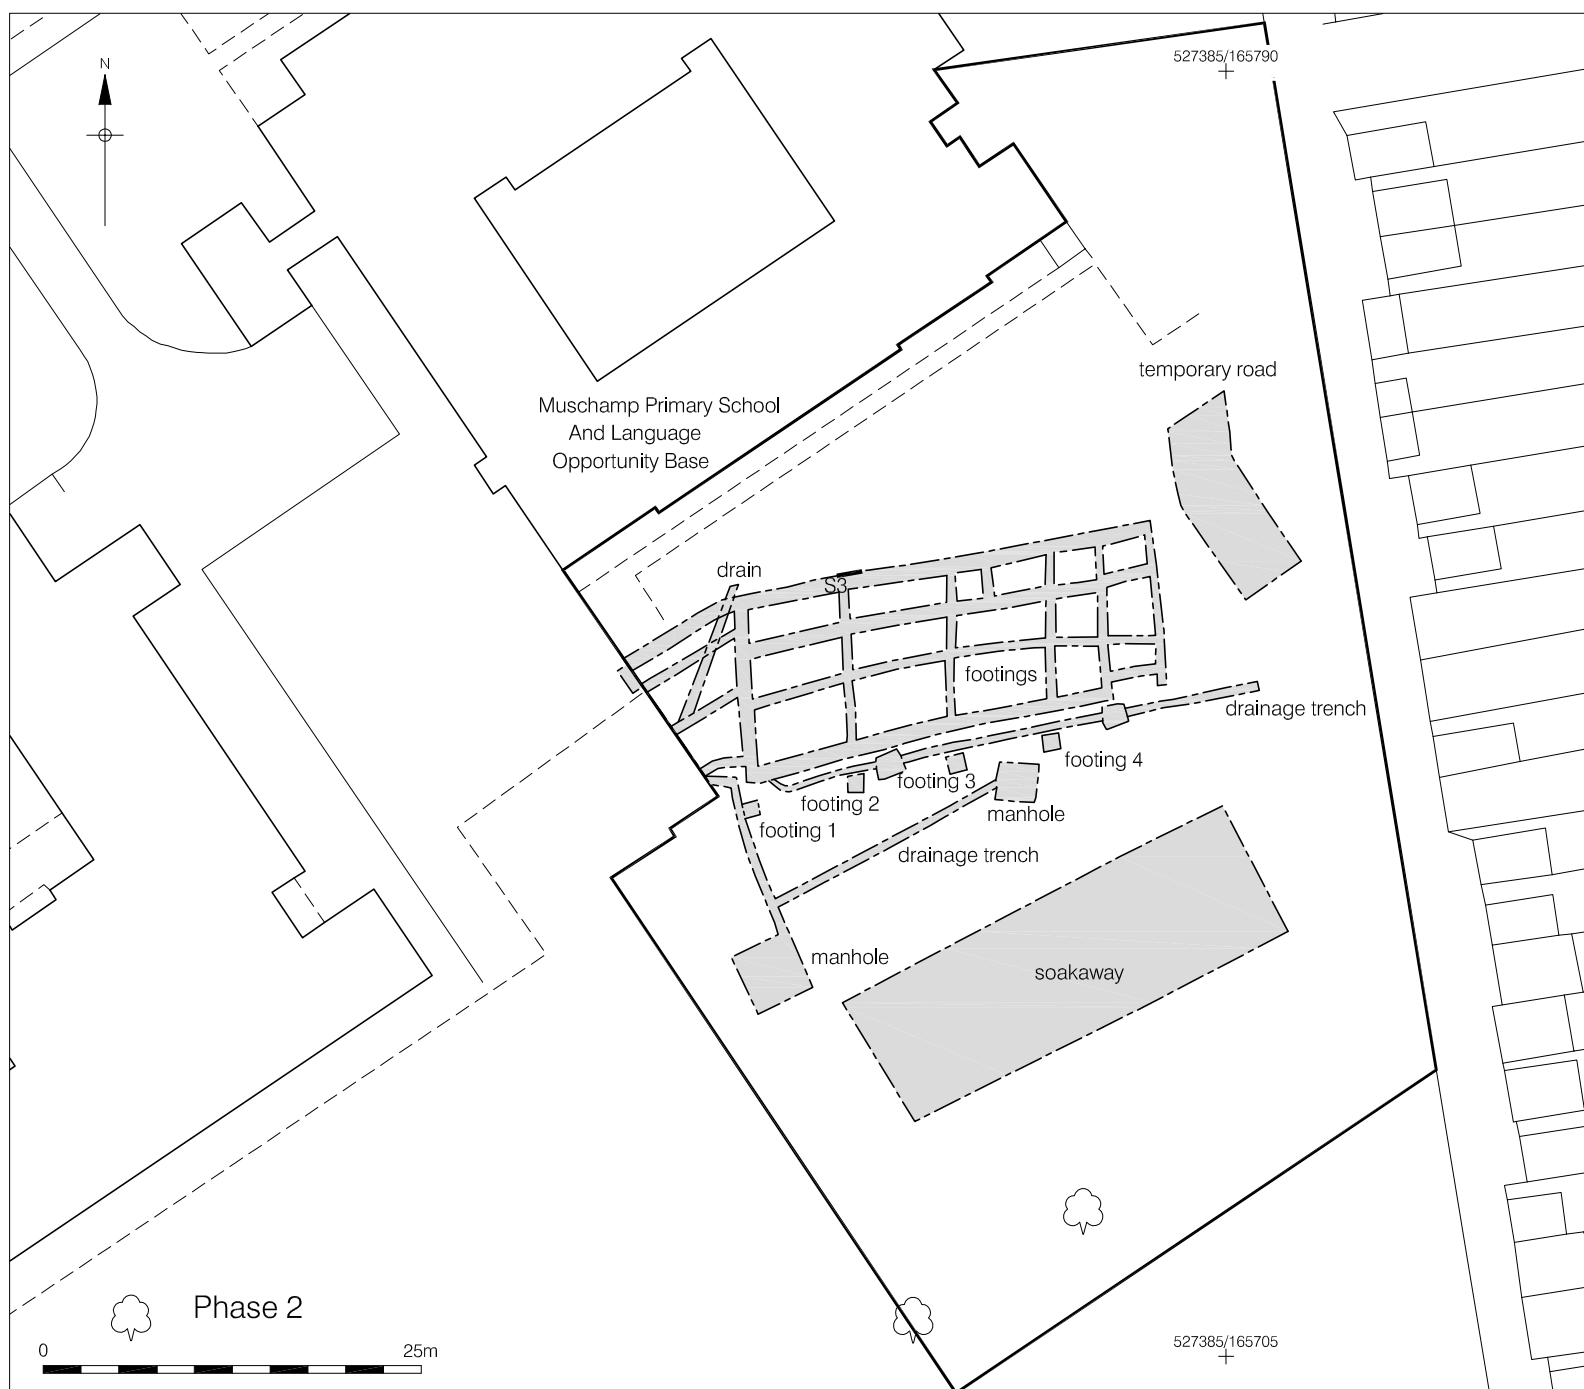 527385/165790
N
temporary road
Muschamp Primary School
And Language
Opportunity Base
drain
S3
footings
drainage trench
footing 4
footing 3
footing 2
manhole
footing 1
drainage trench
manhole
soakaway
Phase 2
527385/165705
0
25m